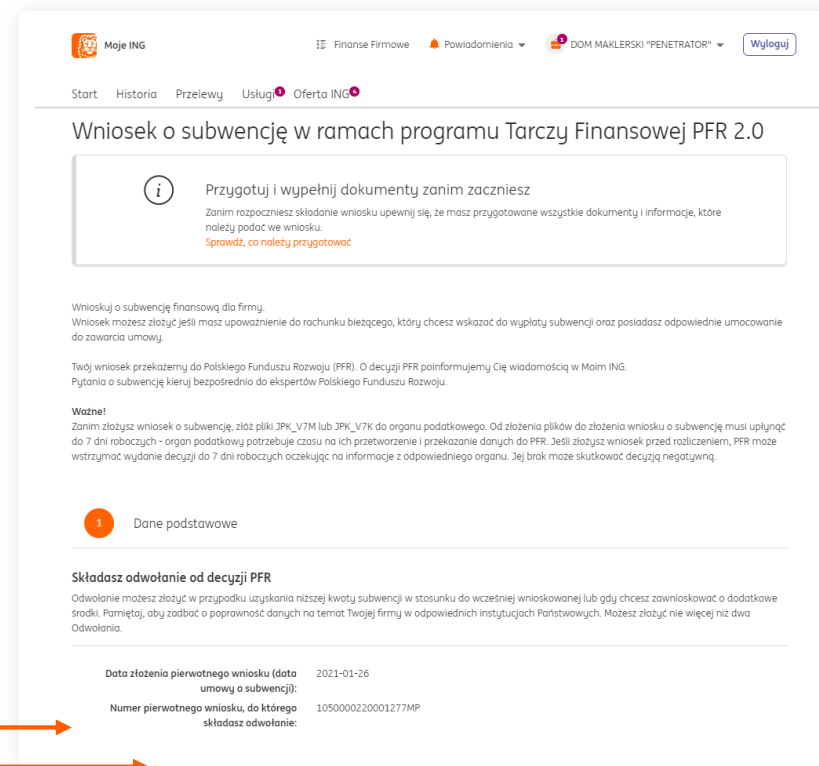 Moje ING
Finanse Firmowe
Powiadomienia
1
DOM MAKLERSKI "PENETRATOR"
Wyloguj
Start Historia Przelewy Usługi 1 Oferta ING 4
Wniosek o subwencję w ramach programu Tarczy Finansowej PFR 2.0
i
Przygotuj i wypełnij dokumenty zanim zaczniesz
Zanim rozpoczniesz składanie wniosku upewnij się, że masz przygotowane wszystkie dokumenty i informacje, które
należy podać we wniosku.
Sprawdź, co należy przygotować
Wnioskuj o subwencję finansową dla firmy.
Wniosek możesz złożyć jeśli masz upoważnienie do rachunku bieżącego, który chcesz wskazać do wypłaty subwencji oraz posiadasz odpowiednie umocowanie
do zawarcia umowy.
Twój wniosek przekażemy do Polskiego Funduszu Rozwoju (PFR). O decyzji PFR poinformujemy Cię wiadomością w Moim ING.
Pytania o subwencję kieruj bezpośrednio do ekspertów Polskiego Funduszu Rozwoju.
Ważne!
Zanim złożysz wniosek o subwencję, złóż pliki JPK_V7M lub JPK_V7K do organu podatkowego. Od złożenia plików do złożenia wniosku o subwencję musi upłynąć
do 7 dni roboczych - organ podatkowy potrzebuje czasu na ich przetworzenie i przekazanie danych do PFR. Jeśli złożysz wniosek przed rozliczeniem, PFR może
wstrzymać wydanie decyzji do 7 dni roboczych oczekując na informacje z odpowiedniego organu. Jej brak może skutkować decyzją negatywną.
1 Dane podstawowe
Składasz odwołanie od decyzji PFR
Odwołanie możesz złożyć w przypadku uzyskania niższej kwoty subwencji w stosunku do wcześniej wnioskowanej lub gdy chcesz zawnioskować o dodatkowe
środki. Pamiętaj, aby zadbać o poprawność danych na temat Twojej firmy w odpowiednich instytucjach Państwowych. Możesz złożyć nie więcej niż dwa
Odwołania.
Data złożenia pierwotnego wniosku (data 2021-01-26
umowy o subwencji):
Numer pierwotnego wniosku, do którego 1050000220001277MP
składasz odwołanie: